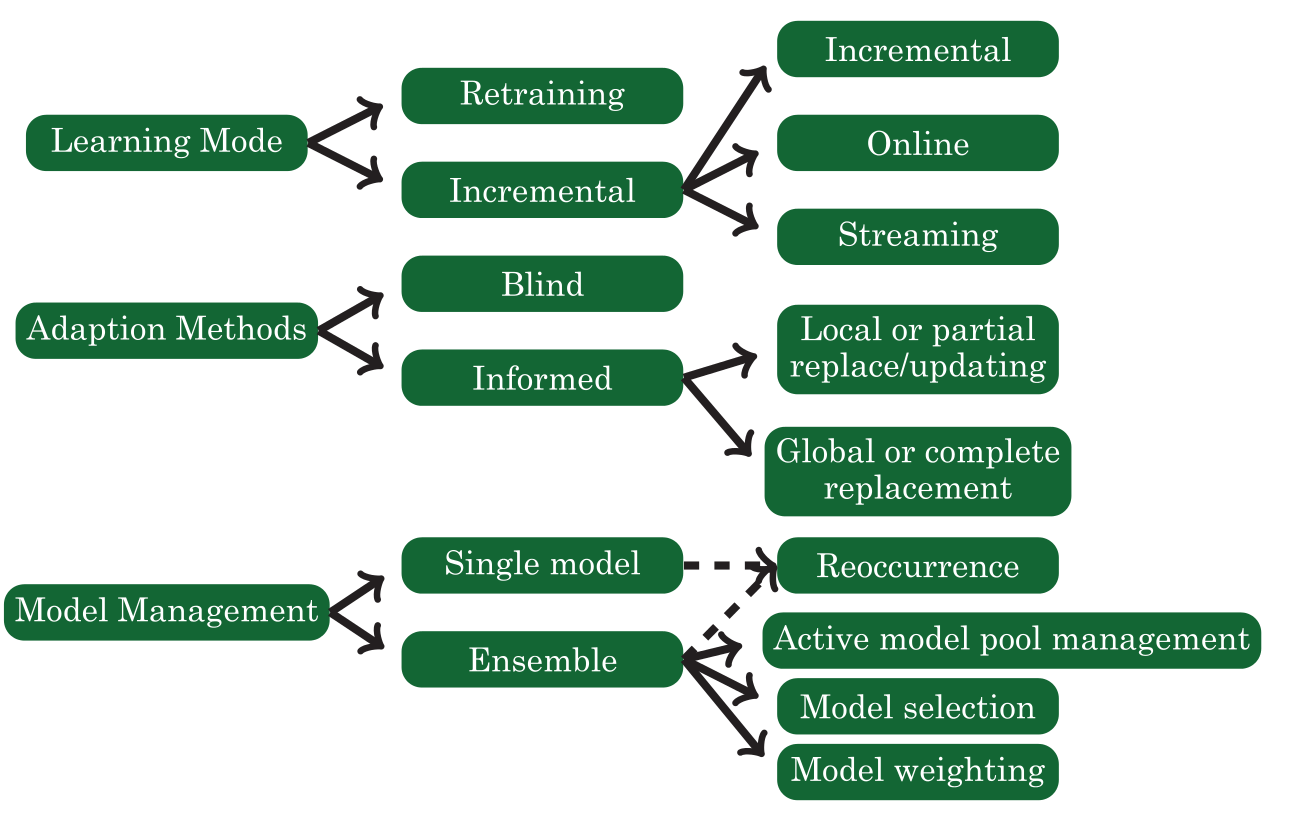 Learning Mode
Retraining
Incremental
Incremental
Online
Streaming
Adaption Methods
Blind
Informed
Local or partial
replace/updating
Global or complete
replacement
Model Management
Single model
Ensemble
Reoccurrence
Active model pool management
Model selection
Model weighting